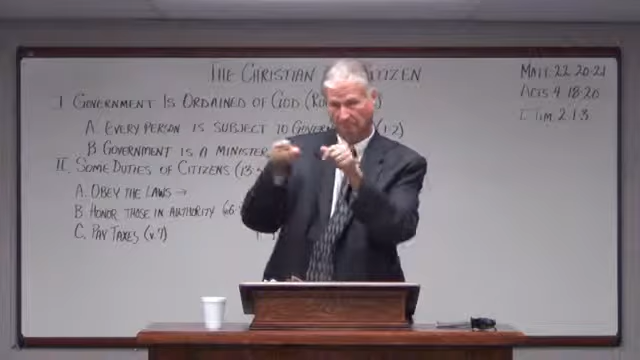 THE CHRISTIAN CITIZEN
I GOVERNMENT IS ORDAINED OF GOD
A. EVERY PERSON IS SUBJECT TO
B GOVERNMENT IS A MINISTER
II. SOME DUTIES OF CITIZENS
A. OBEY THE LAWS →
B HONOR THOSE IN AUTHORITY
C. PAY TAXES (v.7)
MATT 22 20-21
ACTS 4 18-20
I TIM 2 1-3